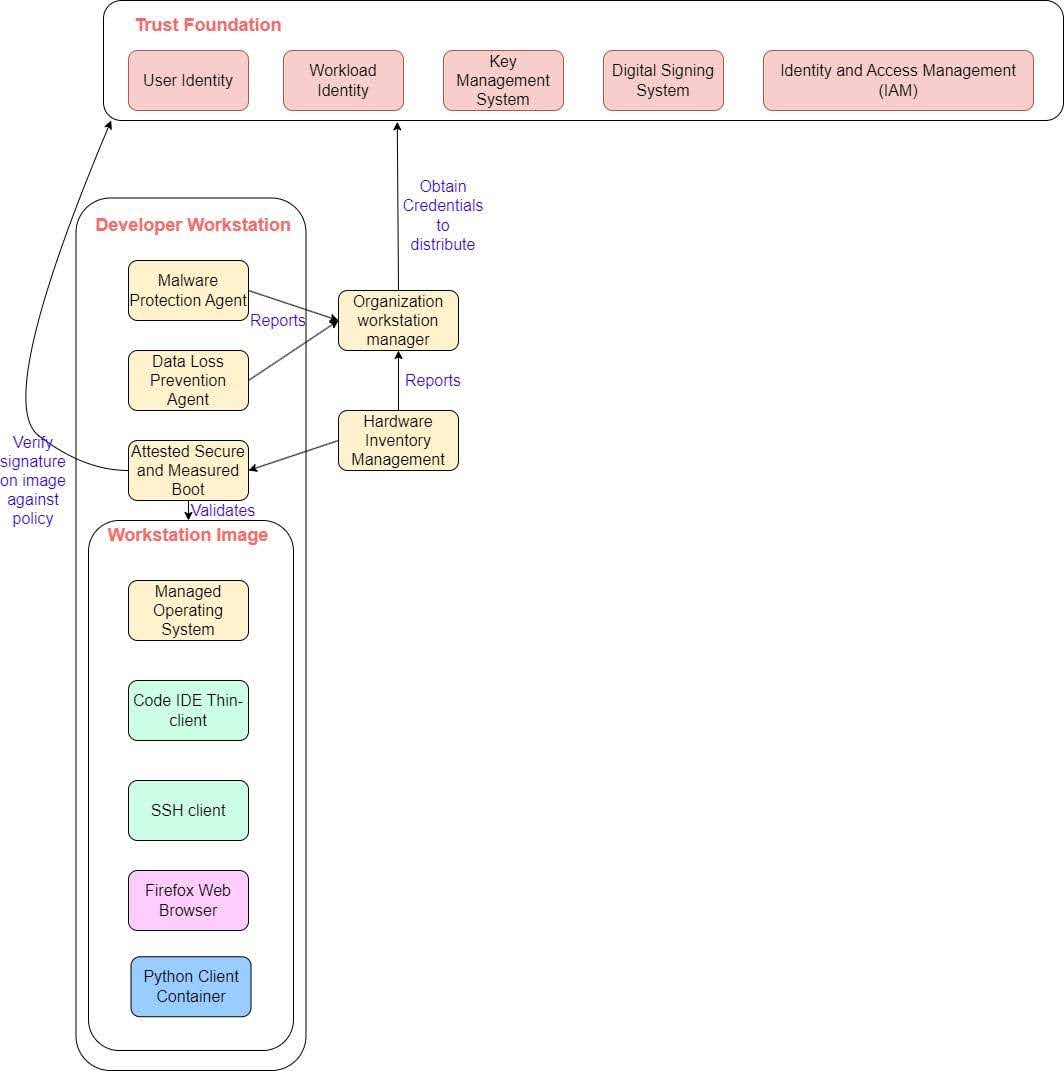 Trust Foundation
User Identity
Workload
Identity
Key
Management
System
Digital Signing
System
Identity and Access Management
(IAM)
Obtain
Credentials
to
distribute
Developer Workstation
Malware
Protection Agent
Reports
Organization
workstation
manager
Data Loss
Prevention
Agent
Reports
Hardware
Inventory
Management
Verify
signature
on image
against
policy
Attested Secure
and Measured
Boot
Validates
Workstation Image
Managed
Operating
System
Code IDE Thin-
client
SSH client
Firefox Web
Browser
Python Client
Container